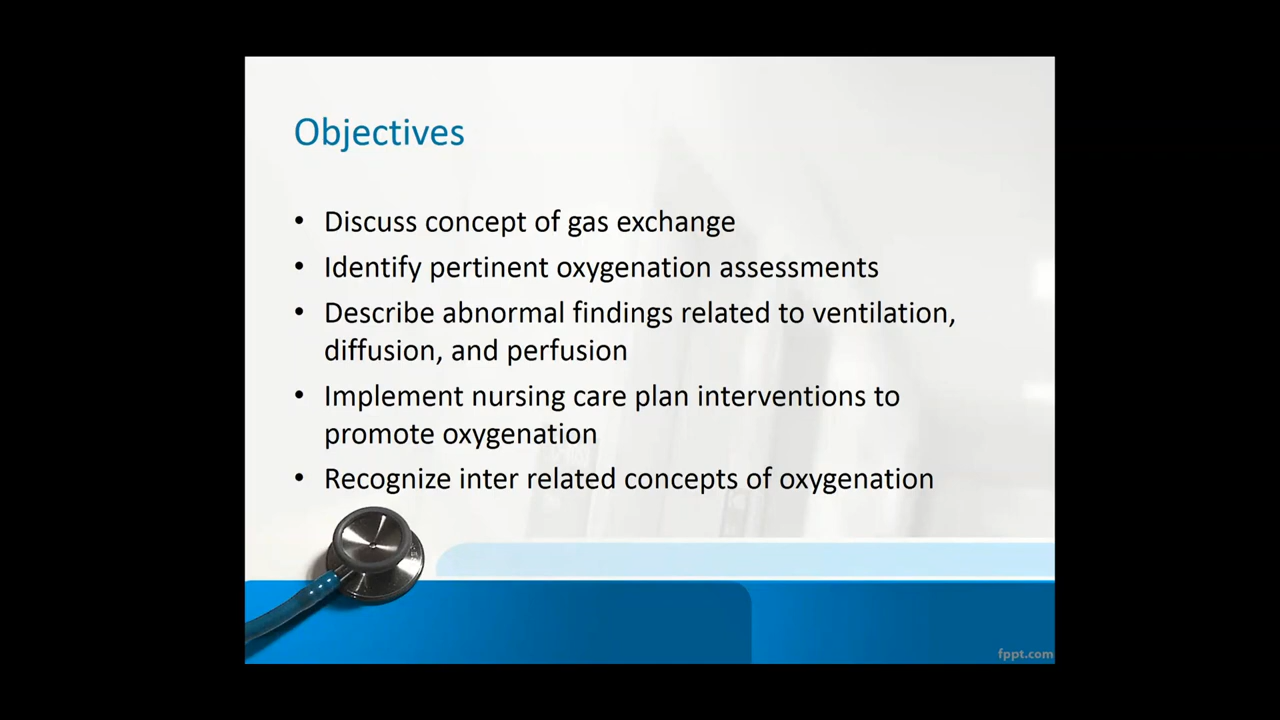 Objectives
• Discuss concept of gas exchange
• Identify pertinent oxygenation assessments
• Describe abnormal findings related to ventilation,
diffusion, and perfusion
• Implement nursing care plan interventions to
promote oxygenation
• Recognize inter related concepts of oxygenation
fppt.com